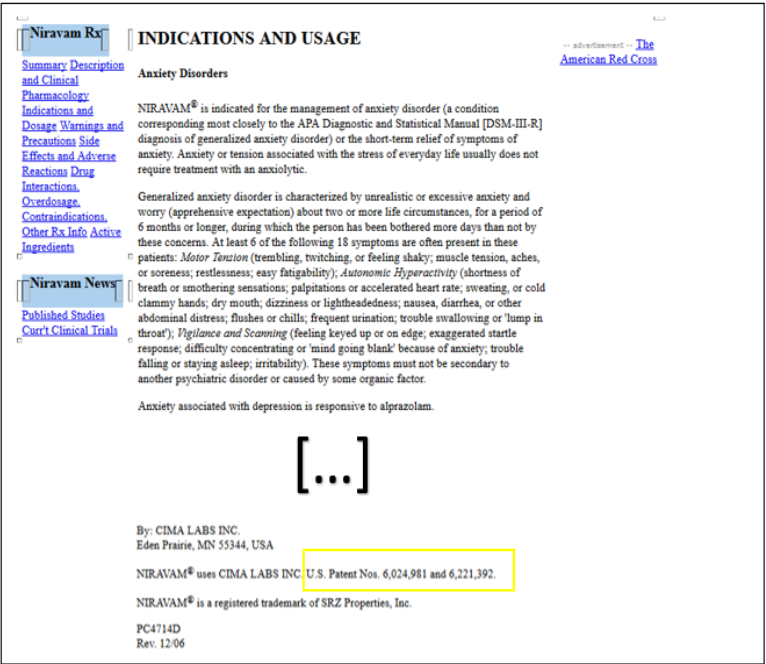 Niravam Rx
Summary Description
and Clinical
Pharmacology
Indications and
Dosage Warnings and
Precautions Side
Effects and Adverse
Reactions Drug
Interactions,
Overdosage,
Contraindications,
Other Rx Info Active
Ingredients
Niravam News
Published Studies
Curr't Clinical Trials
INDICATIONS AND USAGE
Anxiety Disorders
NIRAVAM® is indicated for the management of anxiety disorder (a condition
corresponding most closely to the APA Diagnostic and Statistical Manual [DSM-III-R]
diagnosis of generalized anxiety disorder) or the short-term relief of symptoms of
anxiety. Anxiety or tension associated with the stress of everyday life usually does not
require treatment with an anxiolytic.
Generalized anxiety disorder is characterized by unrealistic or excessive anxiety and
worry (apprehensive expectation) about two or more life circumstances, for a period of
6 months or longer, during which the person has been bothered more days than not by
these concerns. At least 6 of the following 18 symptoms are often present in these
patients: Motor Tension (trembling, twitching, or feeling shaky; muscle tension, aches,
or soreness; restlessness; easy fatigability); Autonomic Hyperactivity (shortness of
breath or smothering sensations; palpitations or accelerated heart rate; sweating, or cold
clammy hands; dry mouth; dizziness or lightheadedness; nausea, diarrhea, or other
abdominal distress; flushes or chills; frequent urination; trouble swallowing or 'lump in
throat'); Vigilance and Scanning (feeling keyed up or on edge; exaggerated startle
response; difficulty concentrating or 'mind going blank' because of anxiety; trouble
falling or staying asleep; irritability). These symptoms must not be secondary to
another psychiatric disorder or caused by some organic factor.
Anxiety associated with depression is responsive to alprazolam.
[...]
By: CIMA LABS INC.
Eden Prairie, MN 55344, USA
NIRAVAM® uses CIMA LABS INC. U.S. Patent Nos. 6,024,981 and 6,221,392.
NIRAVAM® is a registered trademark of SRZ Properties, Inc.
PC4714D
Rev. 12/06
-- advertisement -- The
American Red Cross